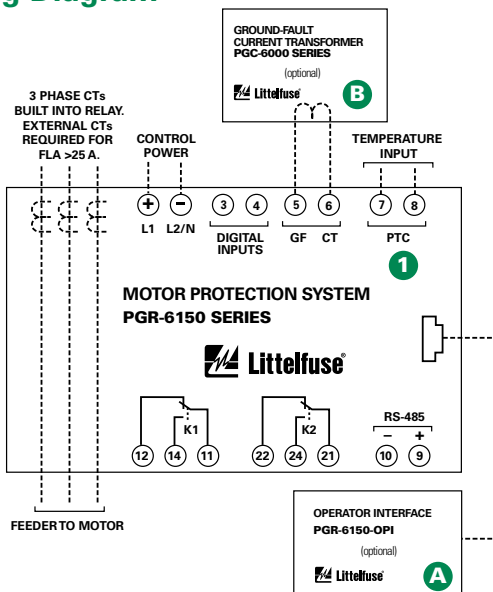 g Diagram
GROUND-FAULT
CURRENT TRANSFORMER
PGC-6000 SERIES
(optional)
Littelfuse
B
3 PHASE CTs
BUILT INTO RELAY.
EXTERNAL CTs
REQUIRED FOR
FLA >25 A.
CONTROL
POWER
TEMPERATURE
INPUT
+ − 3 4 5 6 7 8
L1 L2/N
DIGITAL
INPUTS
GF CT
PTC
1
MOTOR PROTECTION SYSTEM
PGR-6150 SERIES
Littelfuse®
K1
K2
RS-485
− +
12 14 11 22 24 21 10 9
FEEDER TO MOTOR
OPERATOR INTERFACE
PGR-6150-OPI
(optional)
Littelfuse
A